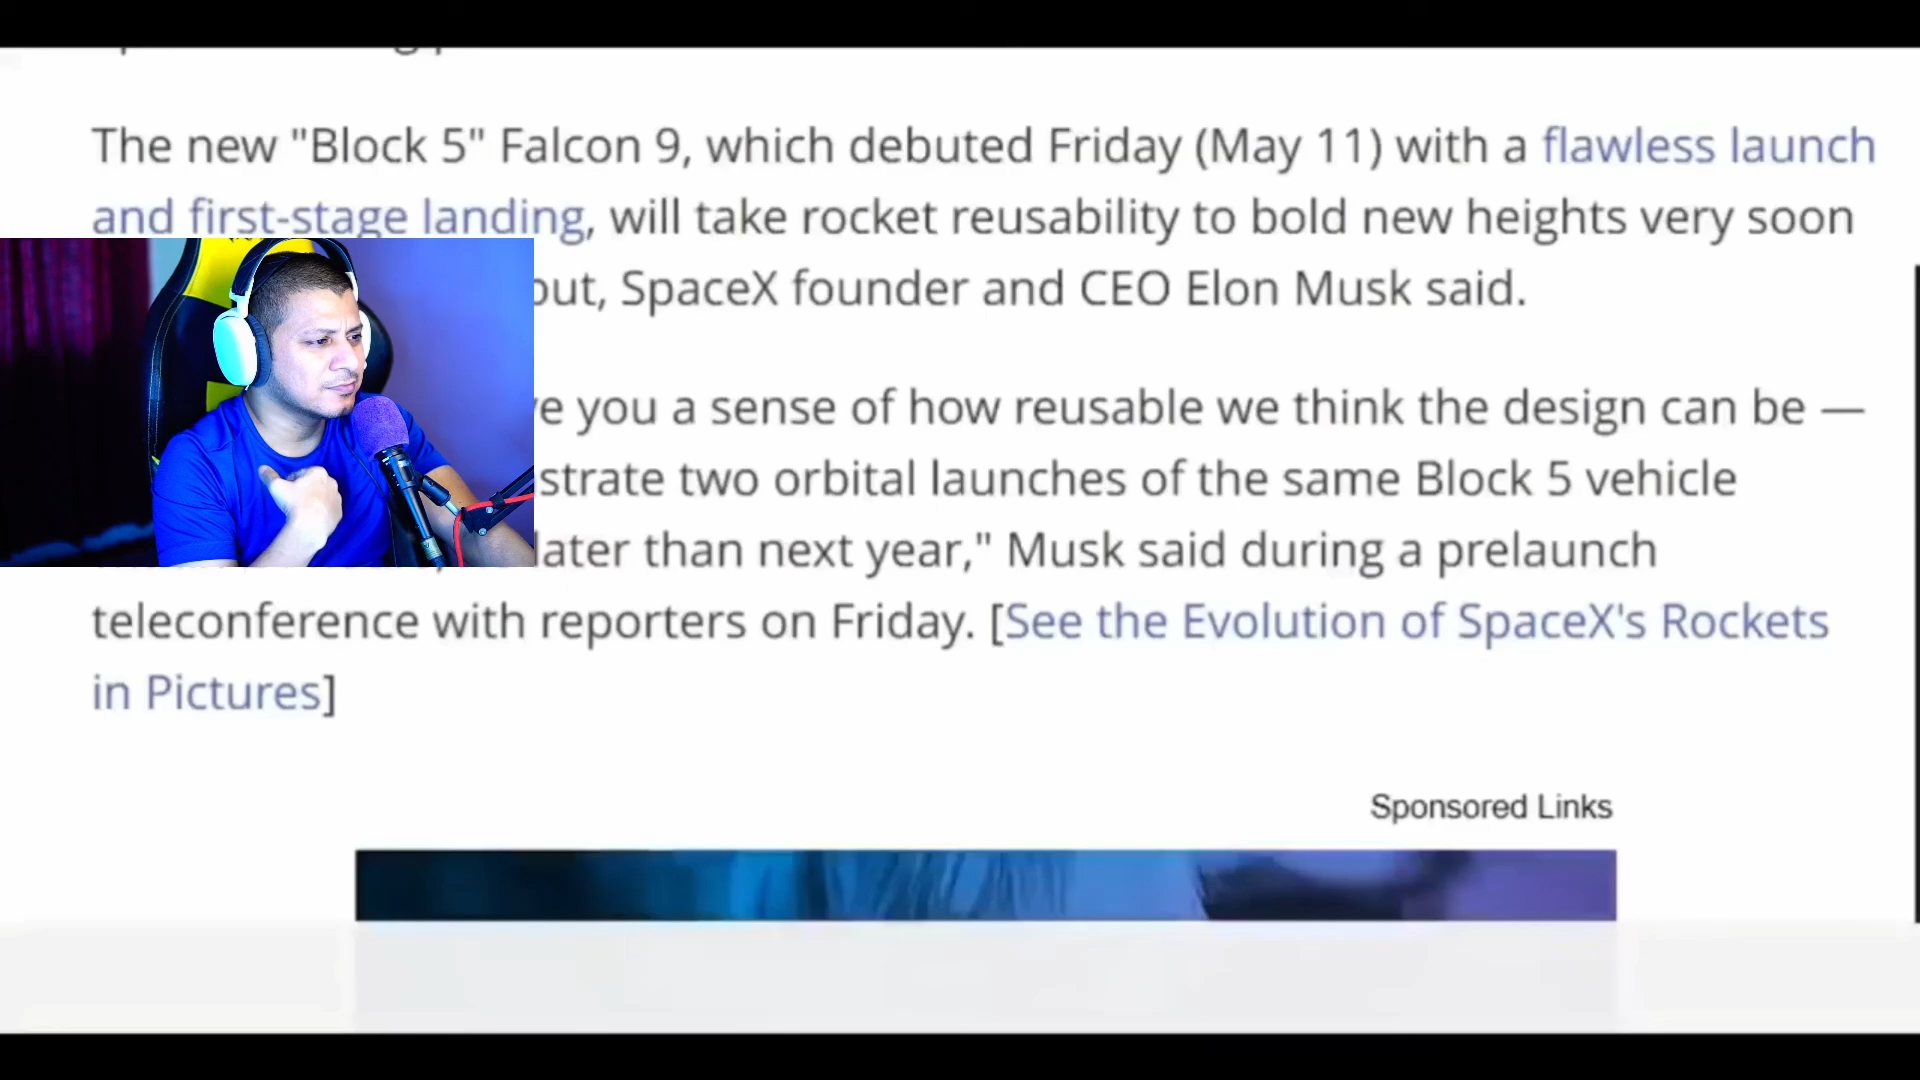 The new "Block 5" Falcon 9, which debuted Friday (May 11) with a flawless launch
and first-stage landing, will take rocket reusability to bold new heights very soon
out, SpaceX founder and CEO Elon Musk said.
you a sense of how reusable we think the design can be —
two orbital launches of the same Block 5 vehicle
later than next year," Musk said during a prelaunch
teleconference with reporters on Friday. [See the Evolution of SpaceX's Rockets
in Pictures]
Sponsored Links